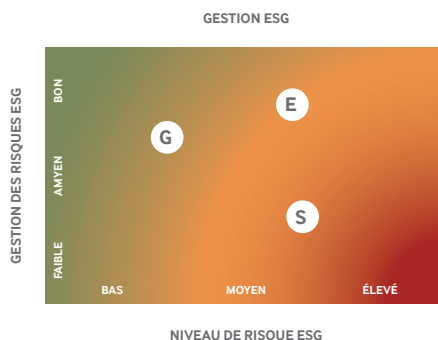 GESTION ESG
GESTION DES RISQUES ESG
BON
AMYEN
FAIBLE
E
G
S
BAS MOYEN ÉLEVÉ
NIVEAU DE RISQUE ESG